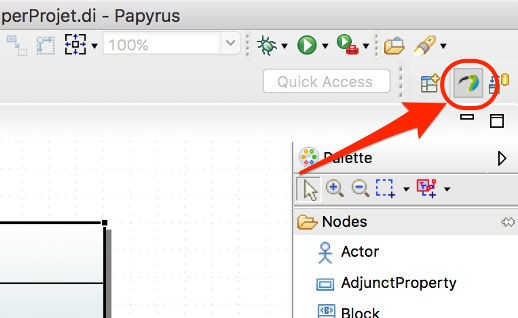 perProjet.di - Papyrus
100%
Quick Access
Palette
Nodes
Actor
AdjunctProperty
Block